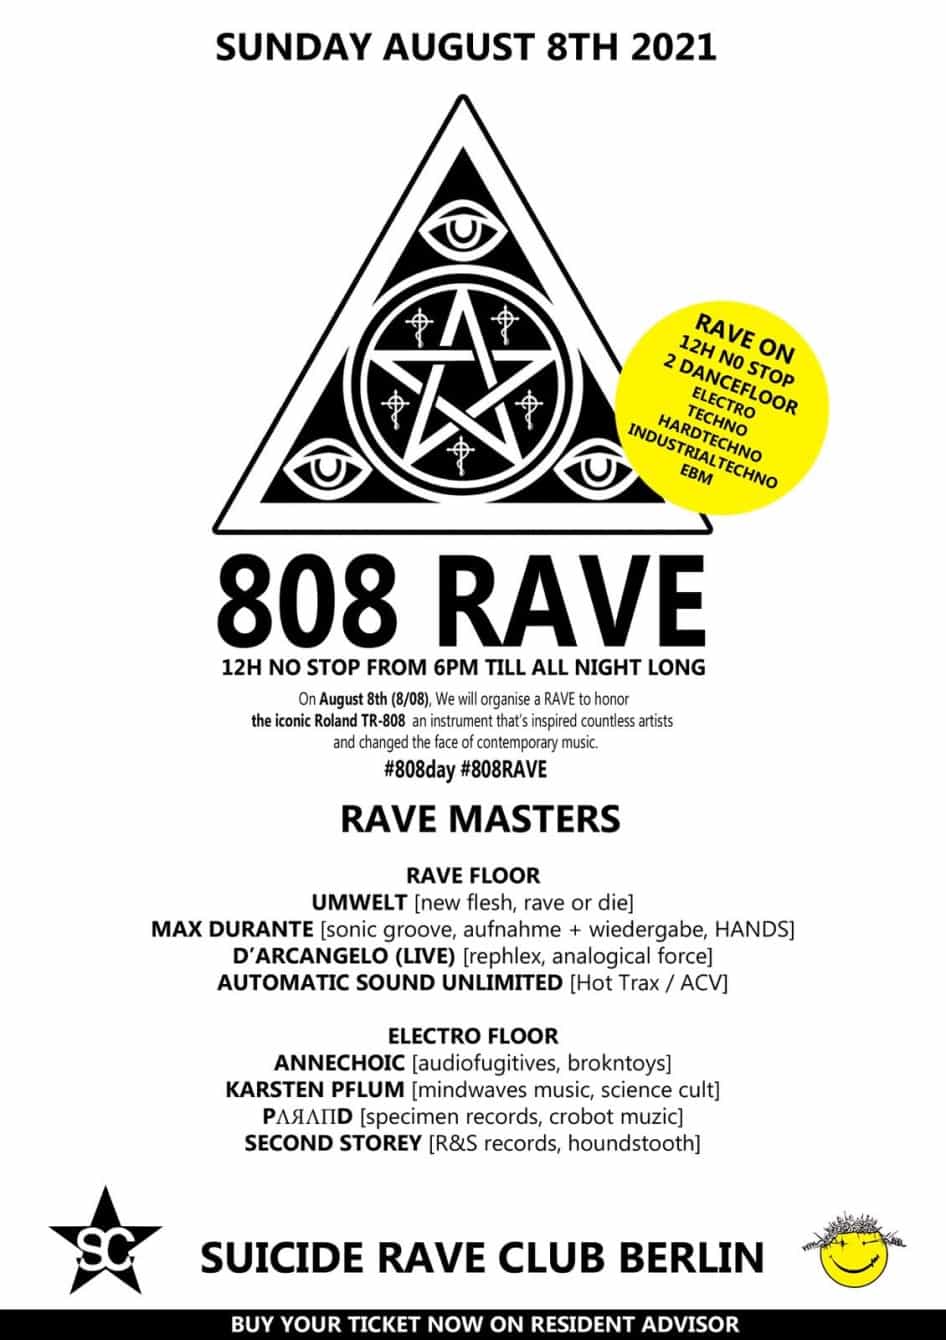 SUNDAY AUGUST 8TH 2021
RAVE ON
12H N0 STOP
2 DANCEFLOOR
ELECTRO
TECHNO
HARDTECHNO
INDUSTRIALTECHNO
EBM
808 RAVE
12H NO STOP FROM 6PM TILL ALL NIGHT LONG
On August 8th (8/08), We will organise a RAVE to honor
the iconic Roland TR-808 an instrument that's inspired countless artists
and changed the face of contemporary music.
#808day #808RAVE
RAVE MASTERS
RAVE FLOOR
UMWELT [new flesh, rave or die]
MAX DURANTE [sonic groove, aufnahme + wiedergabe, HANDS]
D’ARCANGELO (LIVE) [rephlex, analogical force]
AUTOMATIC SOUND UNLIMITED [Hot Trax / ACV]
ELECTRO FLOOR
ANNECHOIC [audiofugitives, brokntoys]
KARSTEN PFLUM [mindwaves music, science cult]
PΛЯΛПD [specimen records, crobot muzic]
SECOND STOREY [R&S records, houndstooth]
SC
SUICIDE RAVE CLUB BERLIN
BUY YOUR TICKET NOW ON RESIDENT ADVISOR